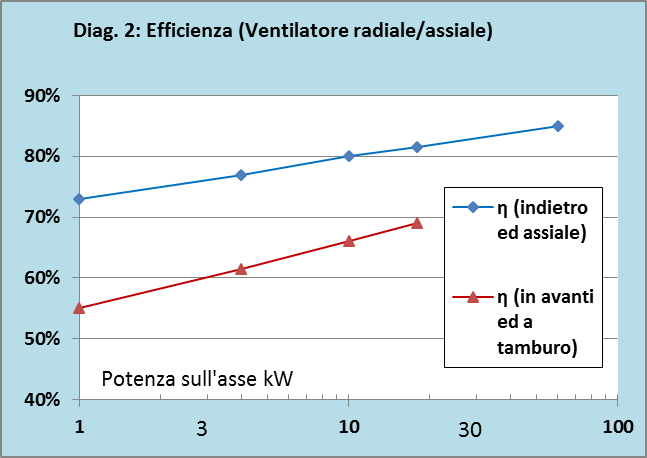 Diag. 2: Efficienza (Ventilatore radiale/assiale)
90%
80%
70%
60%
50%
40%
η (indietro
ed assiale)
η (in avanti
ed a
tamburo)
Potenza sull'asse kW
1
3
10
30
100